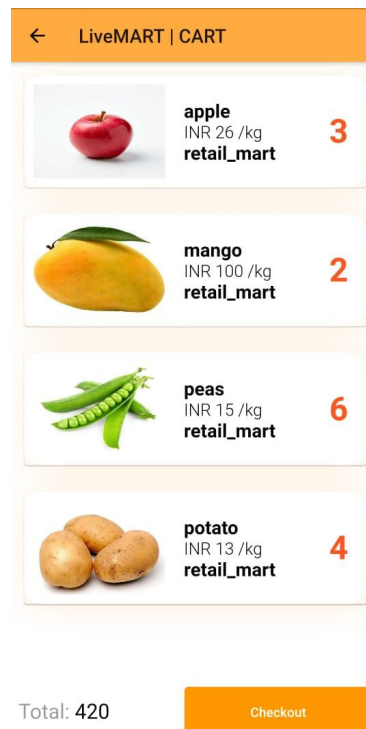 LiveMART | CART
apple
INR 26 /kg
retail_mart
3
mango
INR 100 /kg
retail_mart
2
peas
INR 15 /kg
retail_mart
6
potato
INR 13 /kg
retail_mart
4
Total: 420
Checkout